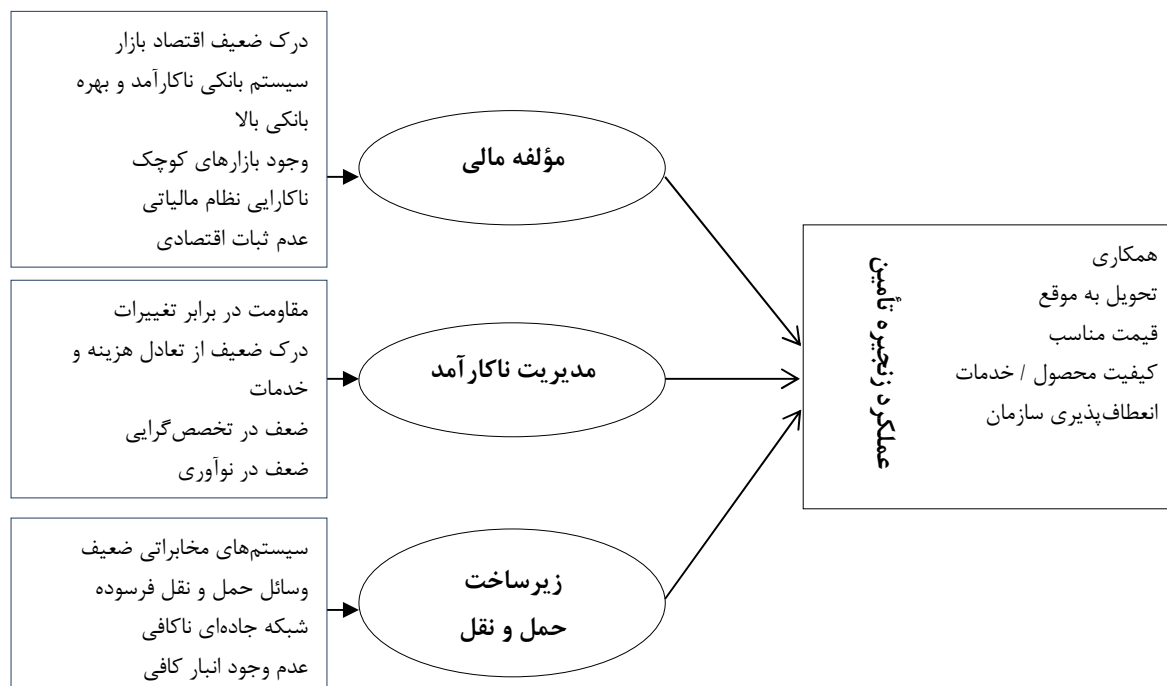 درک ضعیف اقتصاد بازار
سیستم بانکی ناکارآمد و بهره
بانکی بالا
وجود بازارهای کوچک
ناکارایی نظام مالیاتی
عدم ثبات اقتصادی
مؤلفه مالی
مقاومت در برابر تغییرات
درک ضعیف از تعادل هزینه و
خدمات
ضعف در تخصص‌گرایی
ضعف در نوآوری
مدیریت ناکارآمد
سیستم‌های مخابراتی ضعیف
وسائل حمل و نقل فرسوده
شبکه جاده‌ای ناکافی
عدم وجود انبار کافی
زیرساخت
حمل و نقل
عملکرد زنجیره تأمین
همکاری
تحویل به موقع
قیمت مناسب
کیفیت محصول / خدمات
انعطاف‌پذیری سازمان